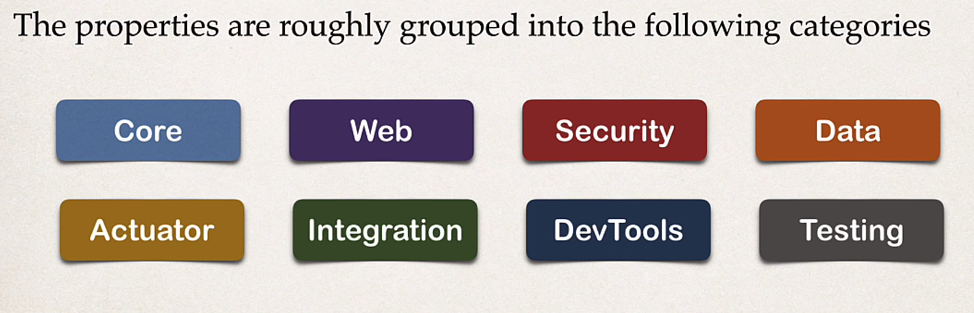 The properties are roughly grouped into the following categories
Core Web Security Data
Actuator Integration DevTools Testing